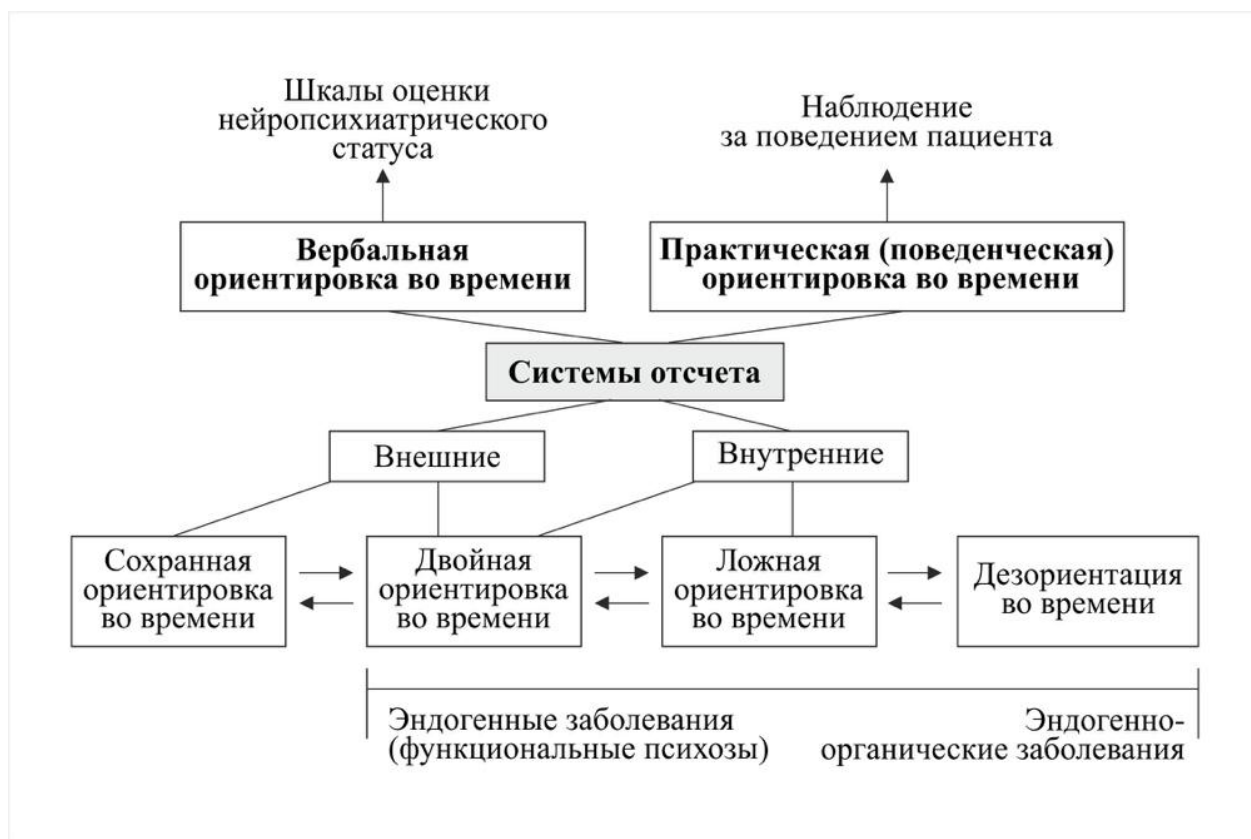 Шкалы оценки
нейропсихиатрического
статуса
Наблюдение
за поведением пациента
Вербальная
ориентировка во времени
Практическая (поведенческая)
ориентировка во времени
Системы отсчета
Внешние
Внутренние
Сохранная
ориентировка
во времени
Двойная
ориентировка
во времени
Ложная
ориентировка
во времени
Дезориентация
во времени
Эндогенные заболевания
(функциональные психозы)
Эндогенно-
органические заболевания